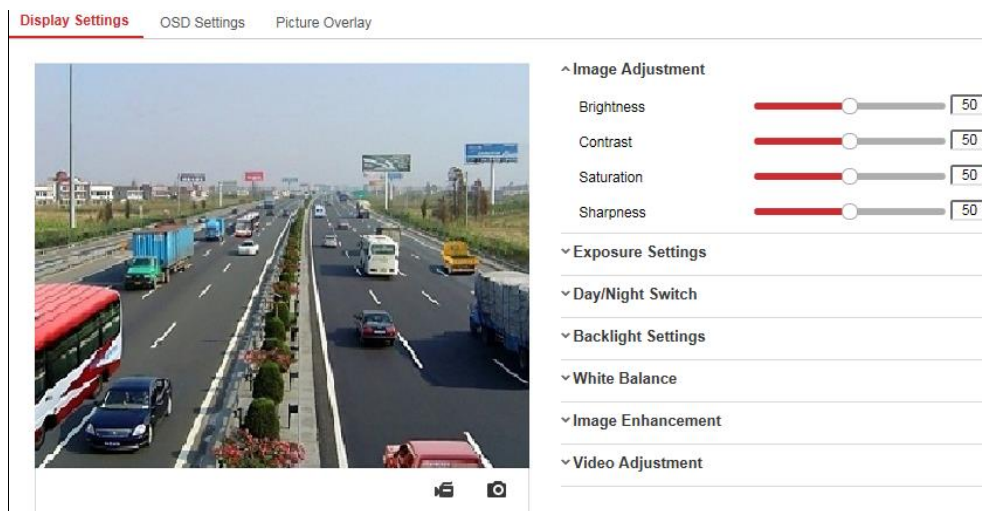 Display Settings OSD Settings Picture Overlay
Image Adjustment
Brightness 50
Contrast 50
Saturation 50
Sharpness 50
Exposure Settings
Day/Night Switch
Backlight Settings
White Balance
Image Enhancement
Video Adjustment